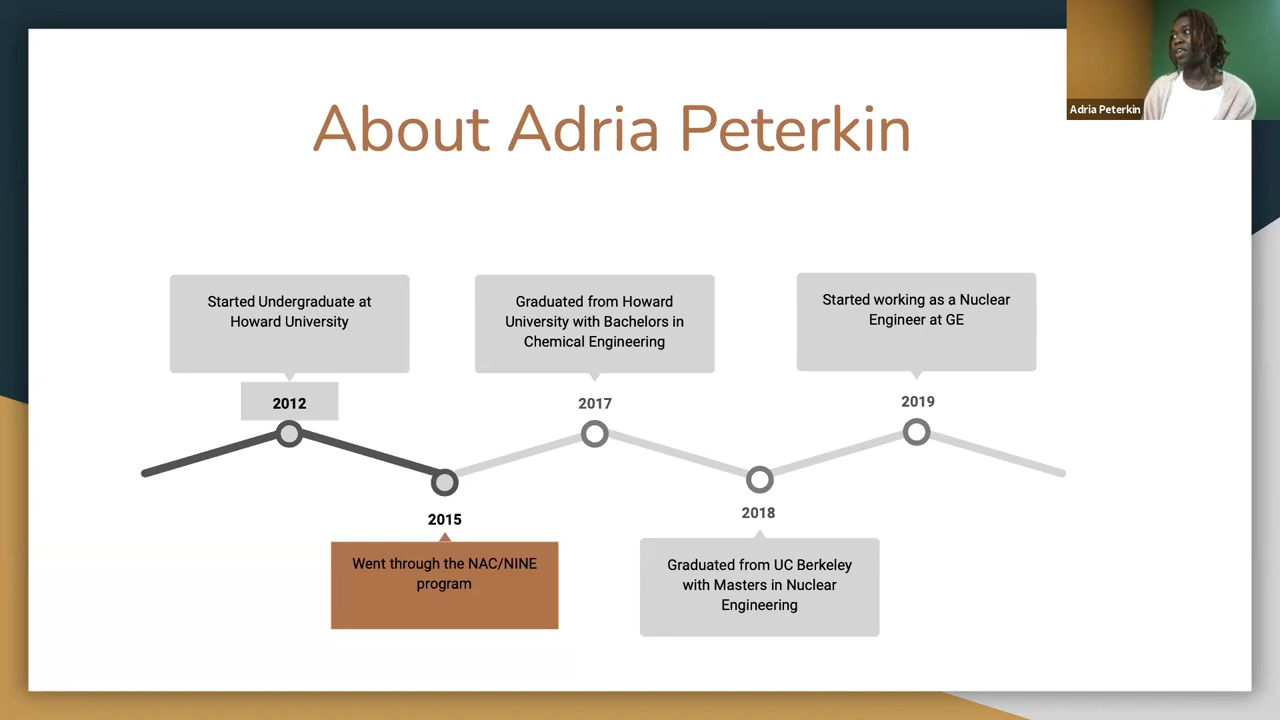 About Adria Peterkin
Adria Peterkin
Started Undergraduate at
Howard University
2012
2015
Went through the NAC/NINE
program
Graduated from Howard
University with Bachelors in
Chemical Engineering
2017
2018
Graduated from UC Berkeley
with Masters in Nuclear
Engineering
Started working as a Nuclear
Engineer at GE
2019